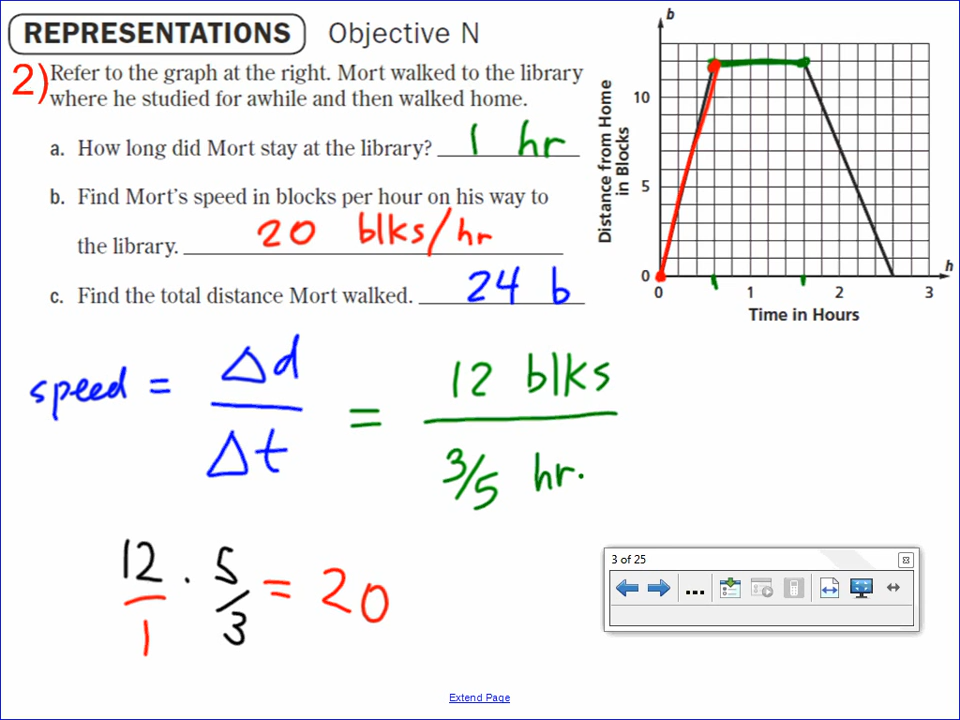 REPRESENTATIONS Objective N
2) Refer to the graph at the right. Mort walked to the library
where he studied for awhile and then walked home.
a. How long did Mort stay at the library? 1 hr
b. Find Mort's speed in blocks per hour on his way to
the library. 20 blks/hr
c. Find the total distance Mort walked. 24 b
b
10
5
0
Distance from Home
in Blocks
0 1 2 3
h
Time in Hours
speed = Δd/Δt = 12 blks / 3/5 hr.
12/1 · 5/3 = 20
3 of 25
...
Extend Page